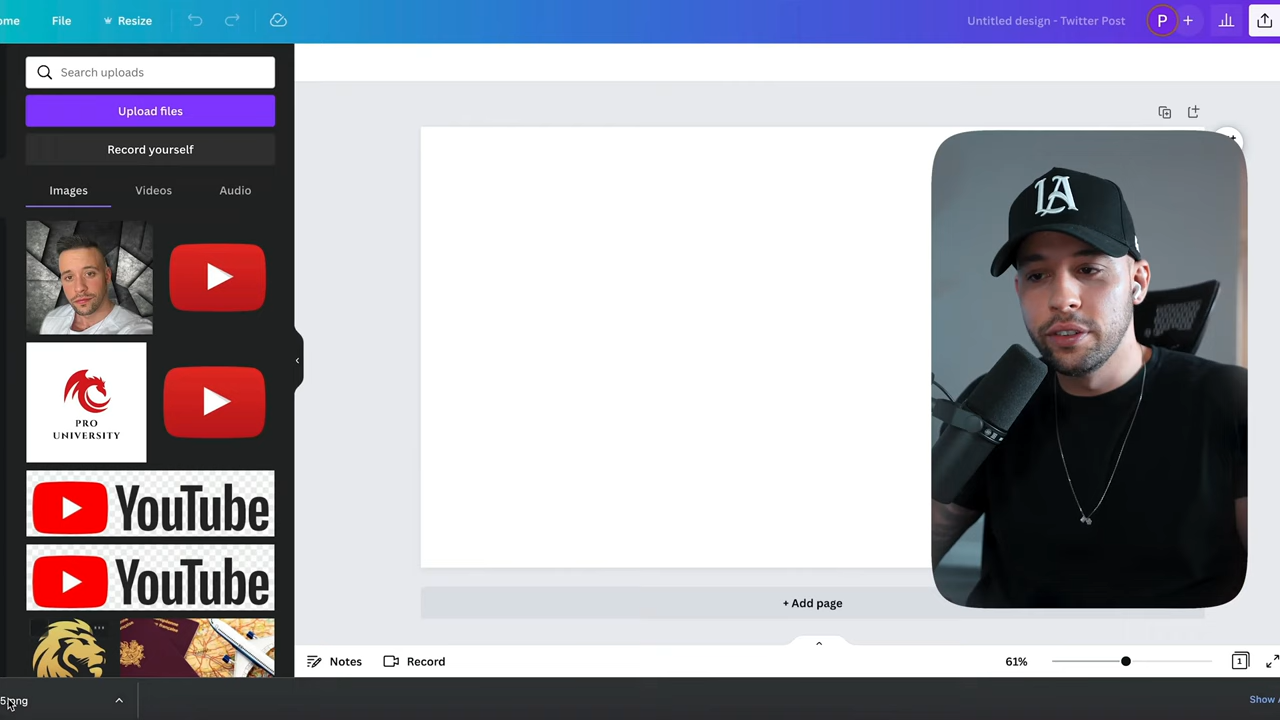 ome
File
Resize
Untitled design - Twitter Post
P
+
Search uploads
Upload files
Record yourself
Images
Videos
Audio
LA
PRO
UNIVERSITY
YouTube
YouTube
+ Add page
Notes
Record
61%
1
Show